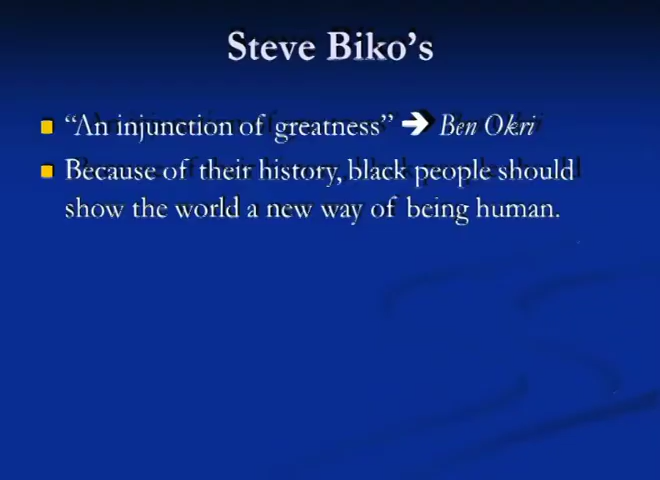 Steve Biko's
"An injunction of greatness" → Ben Okri
Because of their history, black people should
show the world a new way of being human.